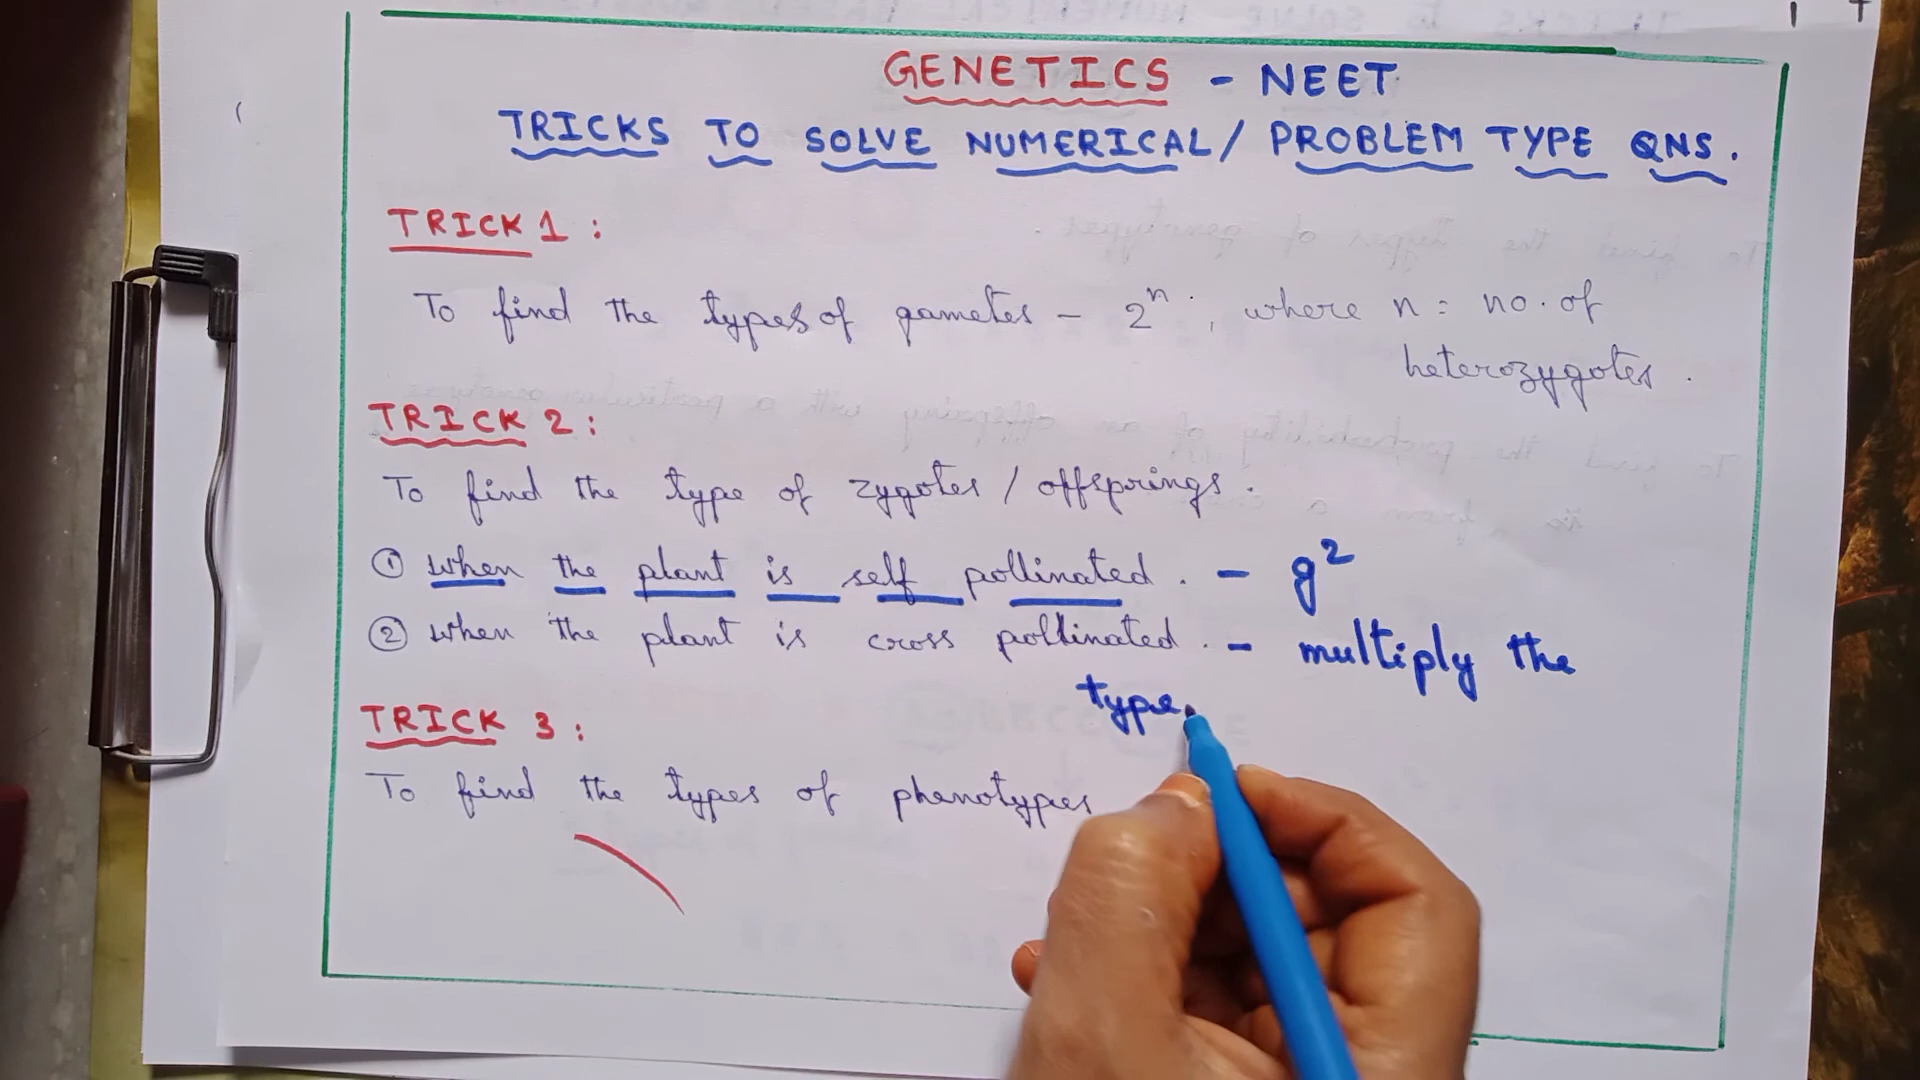 GENETICS - NEET
TRICKS TO SOLVE NUMERICAL/ PROBLEM TYPE QNS.
TRICK 1 :
To find the types of gametes - 2ⁿ ; where n = no. of
heterozygotes.
TRICK 2 :
To find the type of zygotes / offsprings.
① when the plant is self pollinated. - g²
② when the plant is cross pollinated. - multiply the
type
TRICK 3 :
To find the types of phenotypes